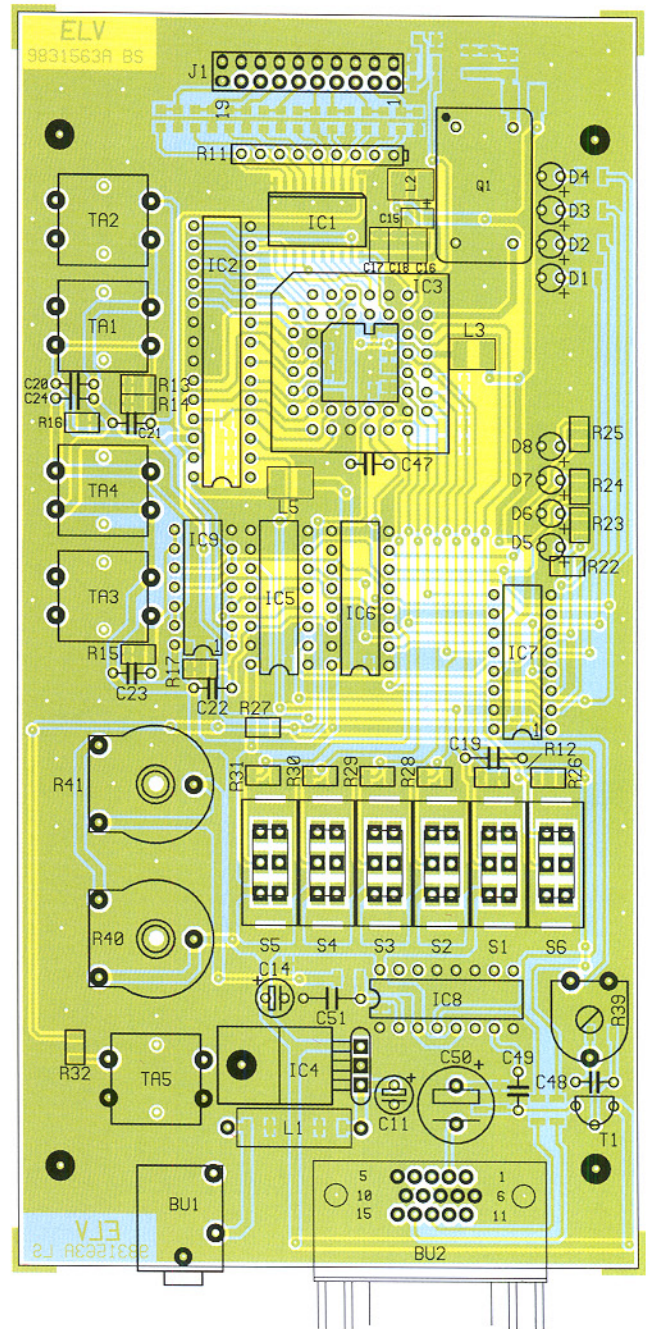 ELV
9831563A BS
J1
19
1
R11
L2
Q1
D4
D3
D2
D1
TA2
IC1
C15
IC2
C17 C18 C16
IC3
TA1
L3
C20
C24
R13
R14
R16
C21
R25
D8
C47
R24
D7
TA4
L5
D6
R23
IC9
D5
R22
TA3
IC5
IC6
R15
1
IC7
R17
C23
C22
R27
1
C19
R12
R31
R30
R29
R28
R26
R41
R40
S5
S4
S3
S2
S1
S6
C14
IC8
C51
R39
R32
TA5
IC4
C50
C49
C48
C11
L1
T1
5
1
10
6
15
11
BU1
BU2
ELV
9831563A LS